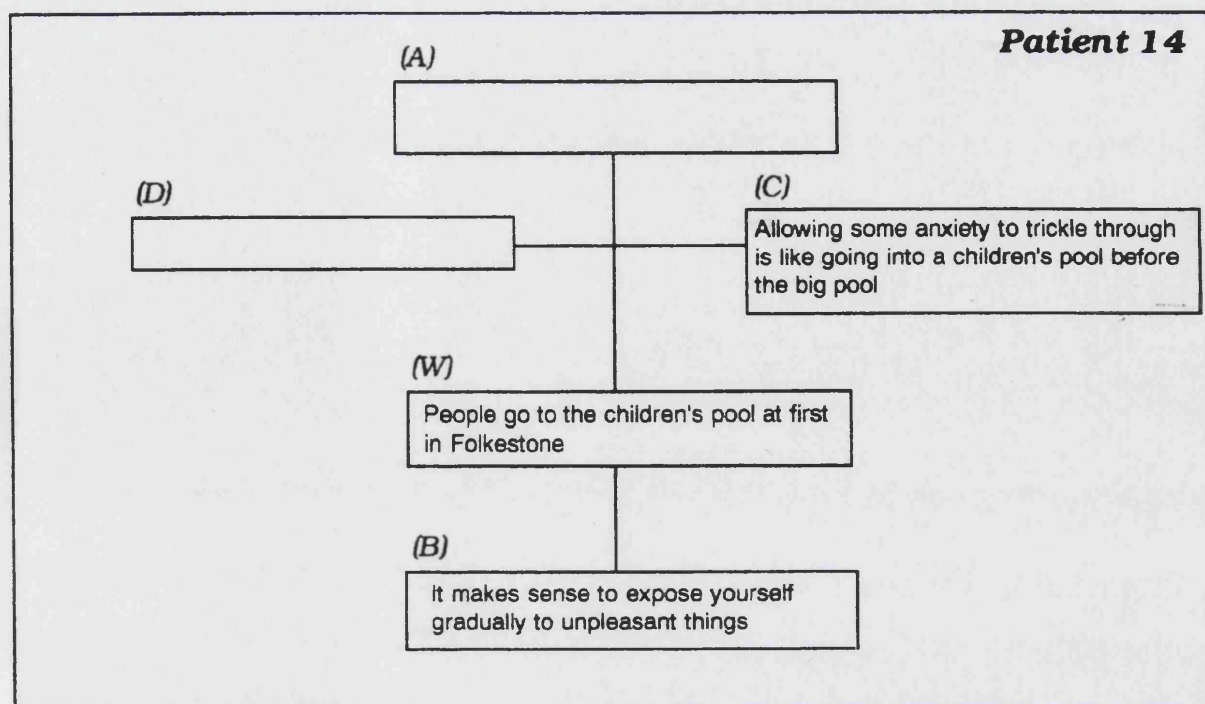 Patient 14
(A)
(D)
(C)
Allowing some anxiety to trickle through
is like going into a children's pool before
the big pool
(W)
People go to the children's pool at first
in Folkestone
(B)
It makes sense to expose yourself
gradually to unpleasant things